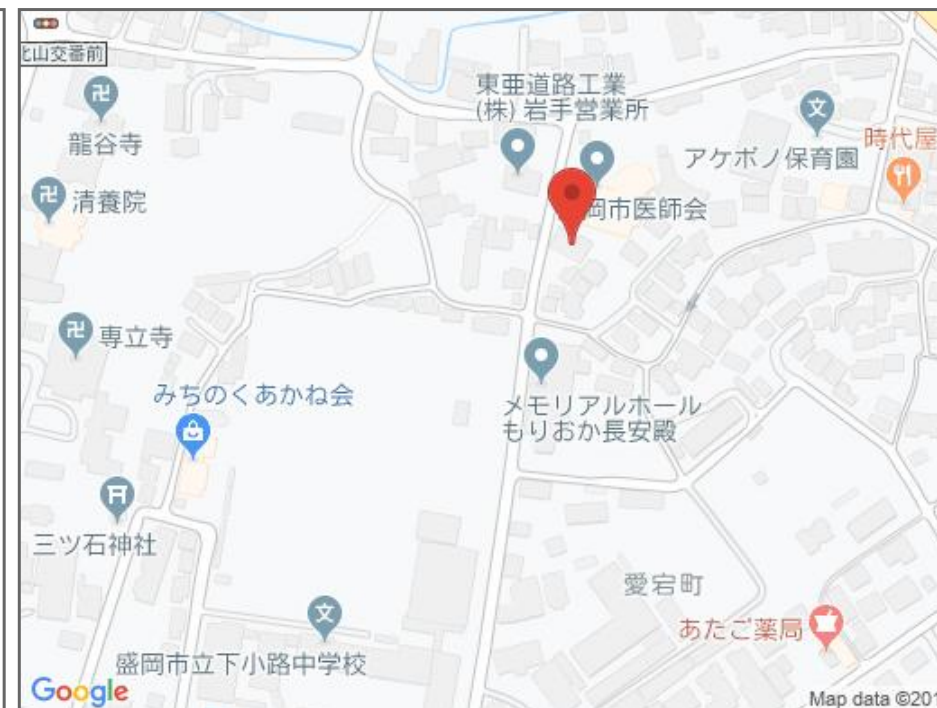 北山交番前
東亜道路工業
(株) 岩手営業所
アケボノ保育園
時代屋
龍谷寺
岡市医師会
清養院
専立寺
みちのくあかね会
メモリアルホール
もりおか長安殿
三ツ石神社
愛宕町
あたご薬局
盛岡市立下小路中学校
Google
Map data ©201